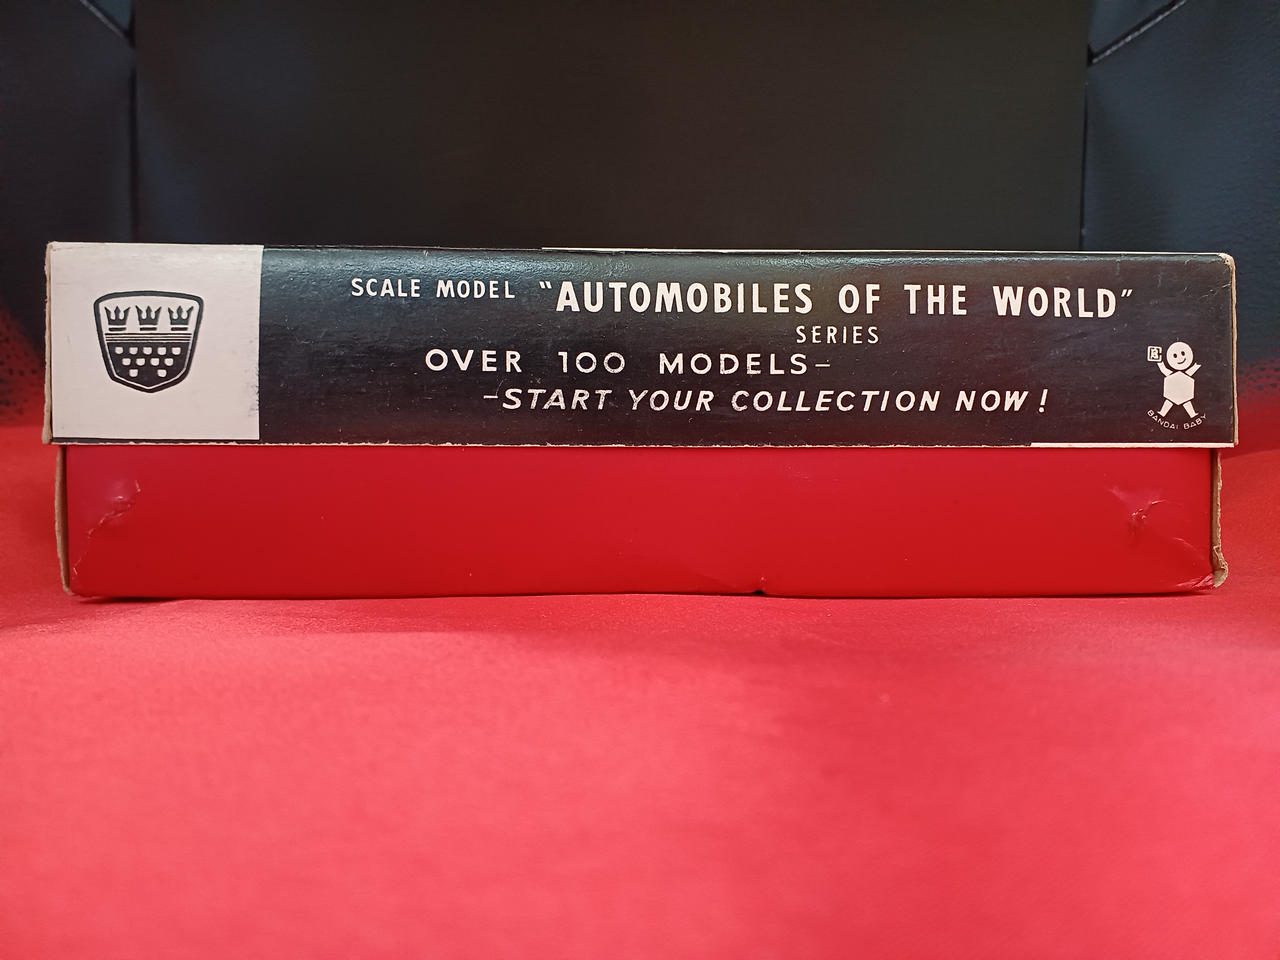 SCALE MODEL "AUTOMOBILES OF THE WORLD"
SERIES
OVER 100 MODELS-
-START YOUR COLLECTION NOW!
B
BANDAI BABY